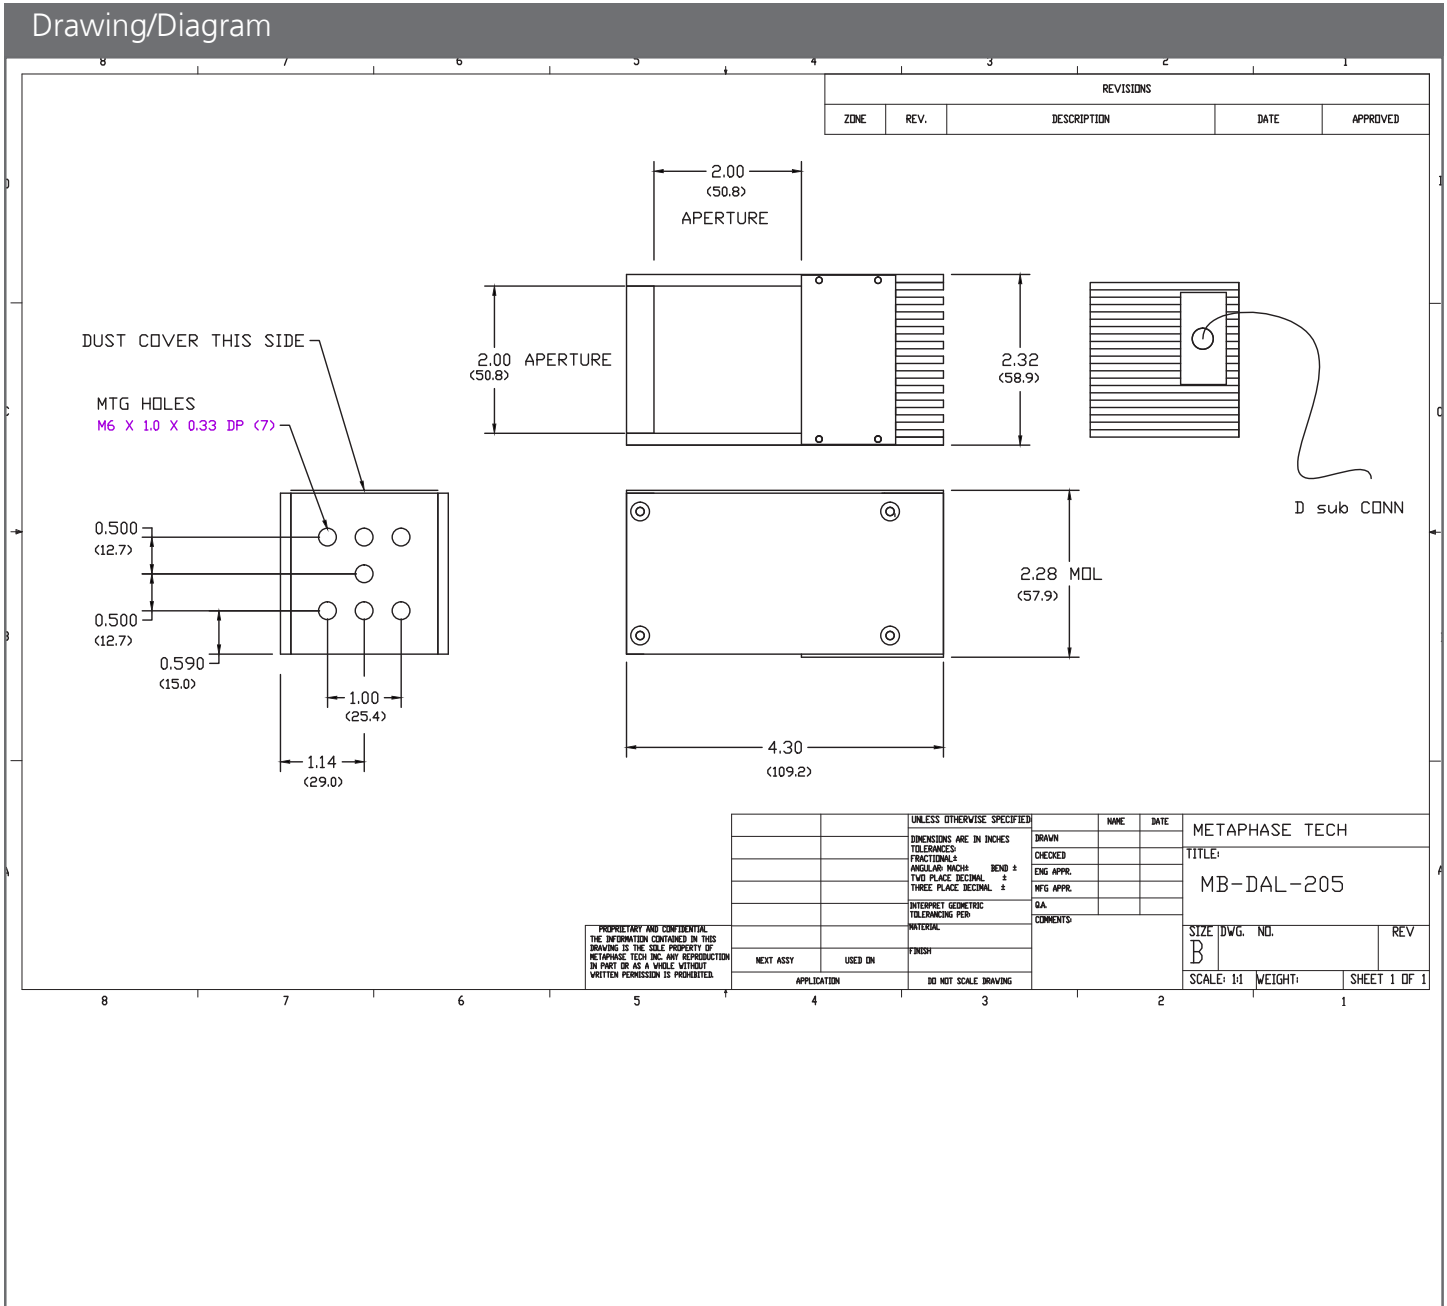 Drawing/Diagram
8 7 6 5 4 3 2 1
REVISIONS
ZONE REV. DESCRIPTION DATE APPROVED
2.00
(50.8)
APERTURE
2.00 APERTURE
(50.8)
2.32
(58.9)
DUST COVER THIS SIDE
MTG HOLES
M6 X 1.0 X 0.33 DP (7)
D sub CONN
0.500
(12.7)
0.500
(12.7)
0.590
(15.0)
1.00
(25.4)
1.14
(29.0)
2.28 MOL
(57.9)
4.30
(109.2)
UNLESS OTHERWISE SPECIFIED
DIMENSIONS ARE IN INCHES
TOLERANCES:
FRACTIONAL±
ANGULAR: MACH± BEND ±
TWO PLACE DECIMAL ±
THREE PLACE DECIMAL ±
INTERPRET GEOMETRIC
TOLERANCING PER:
MATERIAL
FINISH
DO NOT SCALE DRAWING
NAME DATE
DRAWN
CHECKED
ENG APPR.
MFG APPR.
Q.A.
COMMENTS:
METAPHASE TECH
TITLE:
MB-DAL-205
SIZE DWG. NO. REV
B
SCALE: 1:1 WEIGHT: SHEET 1 OF 1
PROPRIETARY AND CONFIDENTIAL
THE INFORMATION CONTAINED IN THIS
DRAWING IS THE SOLE PROPERTY OF
METAPHASE TECH INC. ANY REPRODUCTION
IN PART OR AS A WHOLE WITHOUT
WRITTEN PERMISSION IS PROHIBITED.
NEXT ASSY USED ON
APPLICATION
8 7 6 5 4 3 2 1